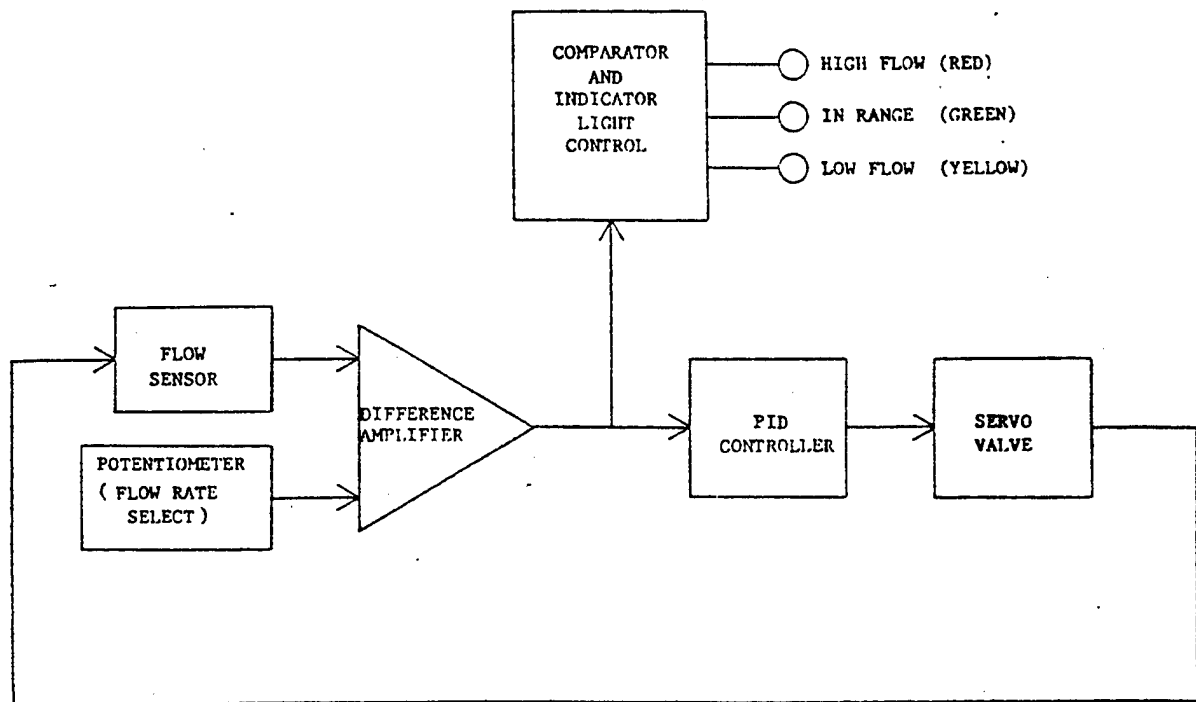 COMPARATOR
AND
INDICATOR
LIGHT
CONTROL
HIGH FLOW (RED)
IN RANGE (GREEN)
LOW FLOW (YELLOW)
FLOW
SENSOR
DIFFERENCE
AMPLIFIER
POTENTIOMETER
( FLOW RATE
SELECT )
PID
CONTROLLER
SERVO
VALVE